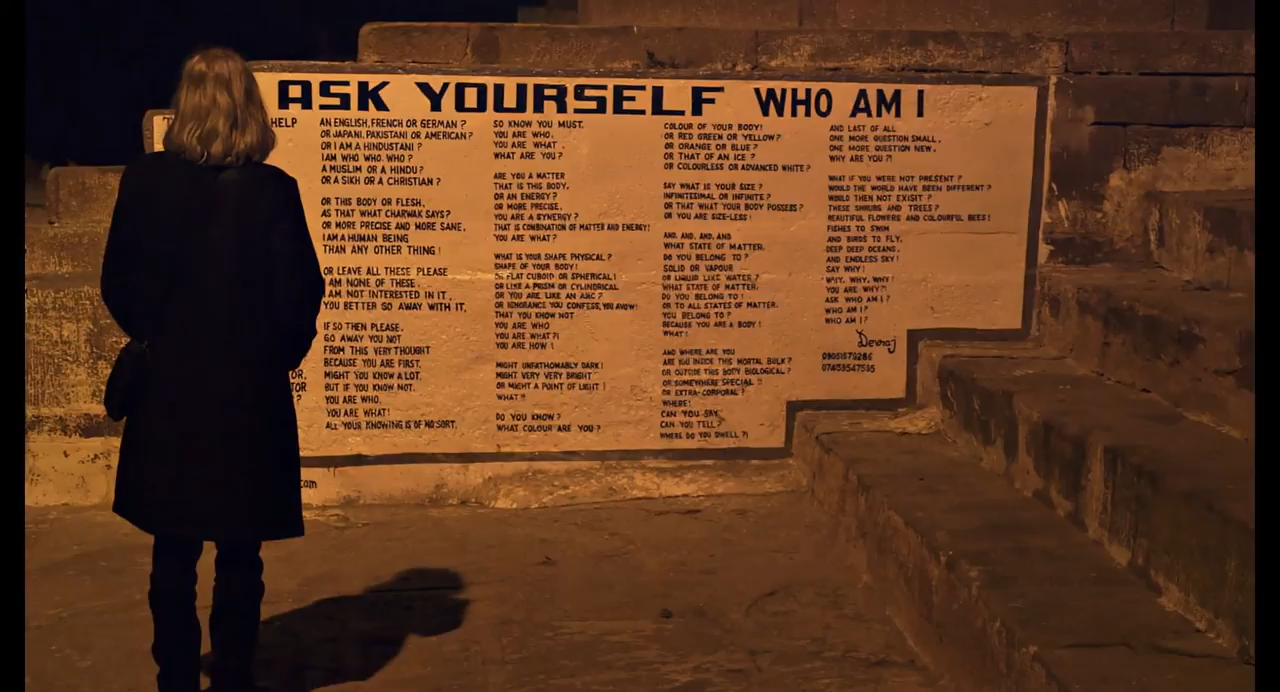 ASK YOURSELF WHO AM I
HELP
AN ENGLISH, FRENCH OR GERMAN ?
OR JAPANI, PAKISTANI OR AMERICAN ?
OR I AM A HINDUSTANI ?
I AM WHO WHO. WHO ?
A MUSLIM OR A HINDU ?
OR A SIKH OR A CHRISTIAN ?
OR THIS BODY OR FLESH,
AS THAT WHAT CHARWAK SAYS ?
OR MORE PRECISE AND MORE SANE,
I AM A HUMAN BEING
THAN ANY OTHER THING !
OR LEAVE ALL THESE PLEASE
I AM NONE OF THESE.
I AM NOT INTERESTED IN IT,
YOU BETTER SO AWAY WITH IT,
IF SO THEN PLEASE,
GO AWAY YOU NOT
FROM THIS VERY THOUGHT
BECAUSE YOU ARE FIRST,
MIGHT YOU KNOW A LOT,
BUT IF YOU KNOW NOT,
YOU ARE WHO,
YOU ARE WHAT!
ALL YOUR KNOWING IS OF NO SORT.
SO KNOW YOU MUST,
YOU ARE WHO,
YOU ARE WHAT
WHAT ARE YOU ?
ARE YOU A MATTER
THAT IS THIS BODY,
OR AN ENERGY ?
OR MORE PRECISE,
YOU ARE A SYNERGY ?
THAT IS COMBINATION OF MATTER AND ENERGY!
YOU ARE WHAT ?
WHAT IS YOUR SHAPE PHYSICAL ?
SHAPE OF YOUR BODY !
OR FLAT CUBOID OR SPHERICAL!
OR LIKE A PRISM OR CYLINDRICAL
OR YOU ARE LIKE AN ARC ?
OR IGNORANCE YOU CONFESS, YOU AVOW!
THAT YOU KNOW NOT
YOU ARE WHO
YOU ARE WHAT ?!
YOU ARE HOW !
MIGHT UNFATHOMABLY DARK!
MIGHT VERY VERY BRIGHT
OR MIGHT A POINT OF LIGHT !
WHAT !!
DO YOU KNOW ?
WHAT COLOUR ARE YOU ?
COLOUR OF YOUR BODY!
OR RED GREEN OR YELLOW?
OR ORANGE OR BLUE ?
OR THAT OF AN ICE ?
OR COLOURLESS OR ADVANCED WHITE ?
SAY WHAT IS YOUR SIZE ?
INFINITESIMAL OR INFINITE ?
OR THAT WHAT YOUR BODY POSSESS ?
OR YOU ARE SIZE-LESS !
AND, AND, AND, AND
WHAT STATE OF MATTER,
DO YOU BELONG TO ?
SOLID OR VAPOUR —
OR LIQUID LIKE WATER ?
WHAT STATE OF MATTER,
DO YOU BELONG TO !
OR TO ALL STATES OF MATTER,
YOU BELONG TO ?
BECAUSE YOU ARE A BODY !
WHAT !
AND WHERE ARE YOU
ARE YOU INSIDE THIS MORTAL BULK ?
OR OUTSIDE THIS BODY BIOLOGICAL ?
OR SOMEWHERE SPECIAL !!
OR EXTRA-CORPORAL ?
WHERE!
CAN YOU SAY,
CAN YOU TELL ?
WHERE DO YOU DWELL ?!
AND LAST OF ALL
ONE MORE QUESTION SMALL,
ONE MORE QUESTION NEW,
WHY ARE YOU ?!
WHAT IF YOU WERE NOT PRESENT ?
WOULD THE WORLD HAVE BEEN DIFFERENT ?
WOULD THEN NOT EXISIT ?
THESE SHRUBS AND TREES ?
BEAUTIFUL FLOWERS AND COLOURFUL BEES !
FISHES TO SWIM
AND BIRDS TO FLY,
DEEP DEEP OCEANS,
AND ENDLESS SKY !
SAY WHY !
WHY, WHY, WHY !
YOU ARE WHY ?!
ASK WHO AM I ?
WHO AM I ?
WHO AM I ?
Devraj
09051579286
07453547535
OR,
TOR
?
com